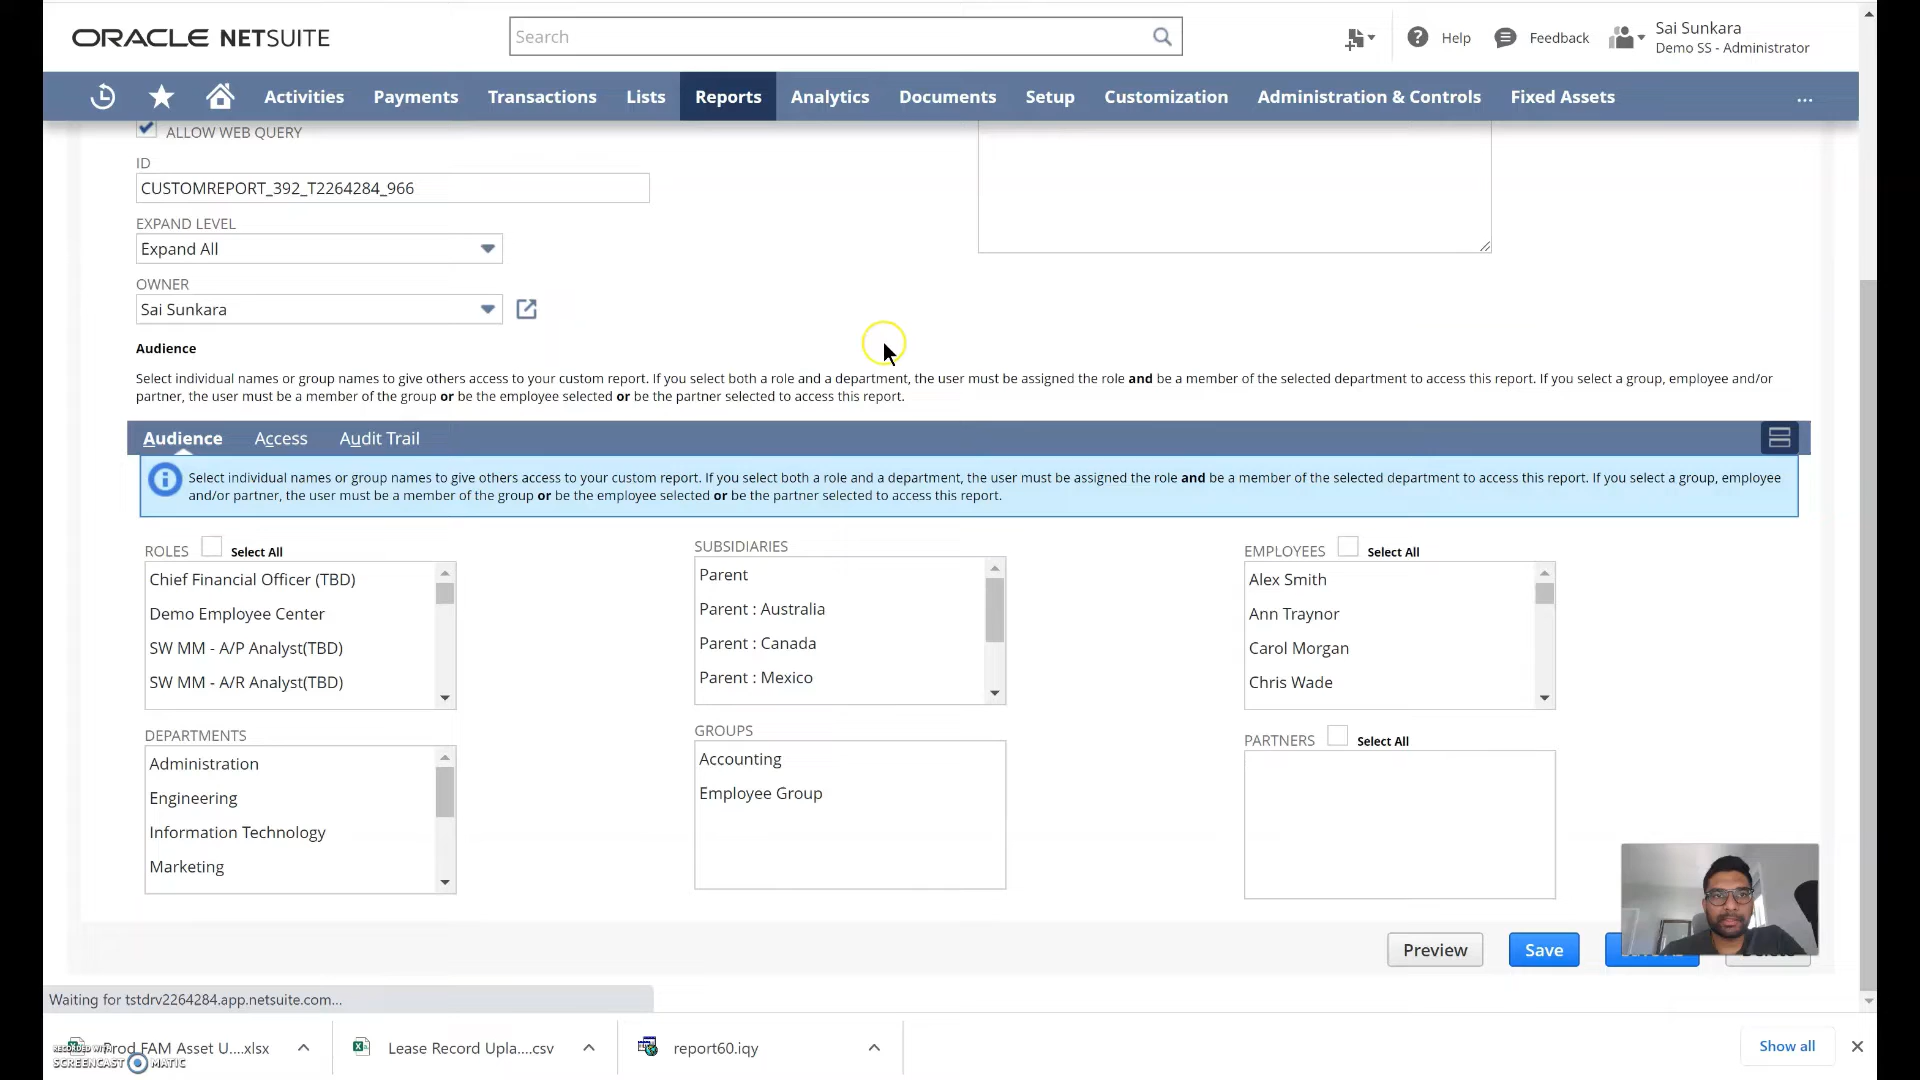 ORACLE NETSUITE
Search
Help
Feedback
Sai Sunkara
Demo SS - Administrator
Activities
Payments
Transactions
Lists
Reports
Analytics
Documents
Setup
Customization
Administration & Controls
Fixed Assets
...
ALLOW WEB QUERY
ID
CUSTOMREPORT_392_T2264284_966
EXPAND LEVEL
Expand All
OWNER
Sai Sunkara
Audience
Select individual names or group names to give others access to your custom report. If you select both a role and a department, the user must be assigned the role and be a member of the selected department to access this report. If you select a group, employee and/or
partner, the user must be a member of the group or be the employee selected or be the partner selected to access this report.
Audience
Access
Audit Trail
Select individual names or group names to give others access to your custom report. If you select both a role and a department, the user must be assigned the role and be a member of the selected department to access this report. If you select a group, employee
and/or partner, the user must be a member of the group or be the employee selected or be the partner selected to access this report.
ROLES
Select All
Chief Financial Officer (TBD)
Demo Employee Center
SW MM - A/P Analyst(TBD)
SW MM - A/R Analyst(TBD)
SUBSIDIARIES
Parent
Parent : Australia
Parent : Canada
Parent : Mexico
EMPLOYEES
Select All
Alex Smith
Ann Traynor
Carol Morgan
Chris Wade
DEPARTMENTS
Administration
Engineering
Information Technology
Marketing
GROUPS
Accounting
Employee Group
PARTNERS
Select All
Preview
Save
Waiting for tstdrv2264284.app.netsuite.com...
Prod FAM Asset U....xlsx
Lease Record Upla....csv
report60.iqy
Show all
RECORDED WITH
SCREENCAST MATIC